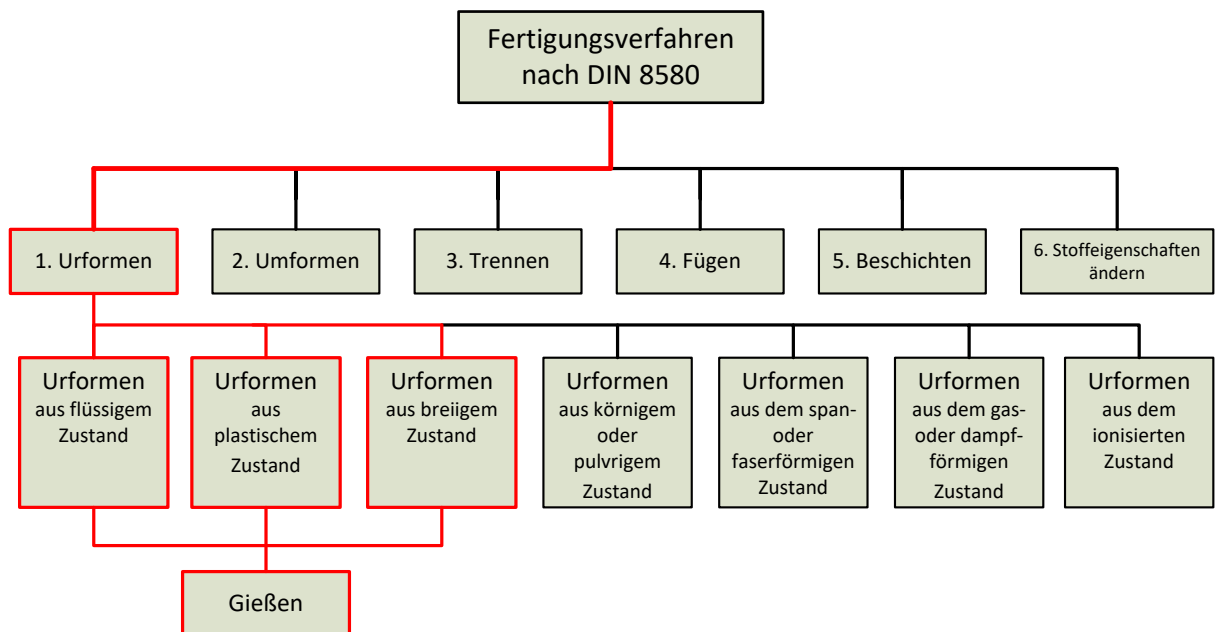 Fertigungsverfahren
nach DIN 8580
1. Urformen
2. Umformen
3. Trennen
4. Fügen
5. Beschichten
6. Stoffeigenschaften
ändern
Urformen
aus flüssigem
Zustand
Urformen
aus
plastischem
Zustand
Urformen
aus breiigem
Zustand
Urformen
aus körnigem
oder
pulvrigem
Zustand
Urformen
aus dem span-
oder
faserförmigen
Zustand
Urformen
aus dem gas-
oder dampf-
förmigen
Zustand
Urformen
aus dem
ionisierten
Zustand
Gießen